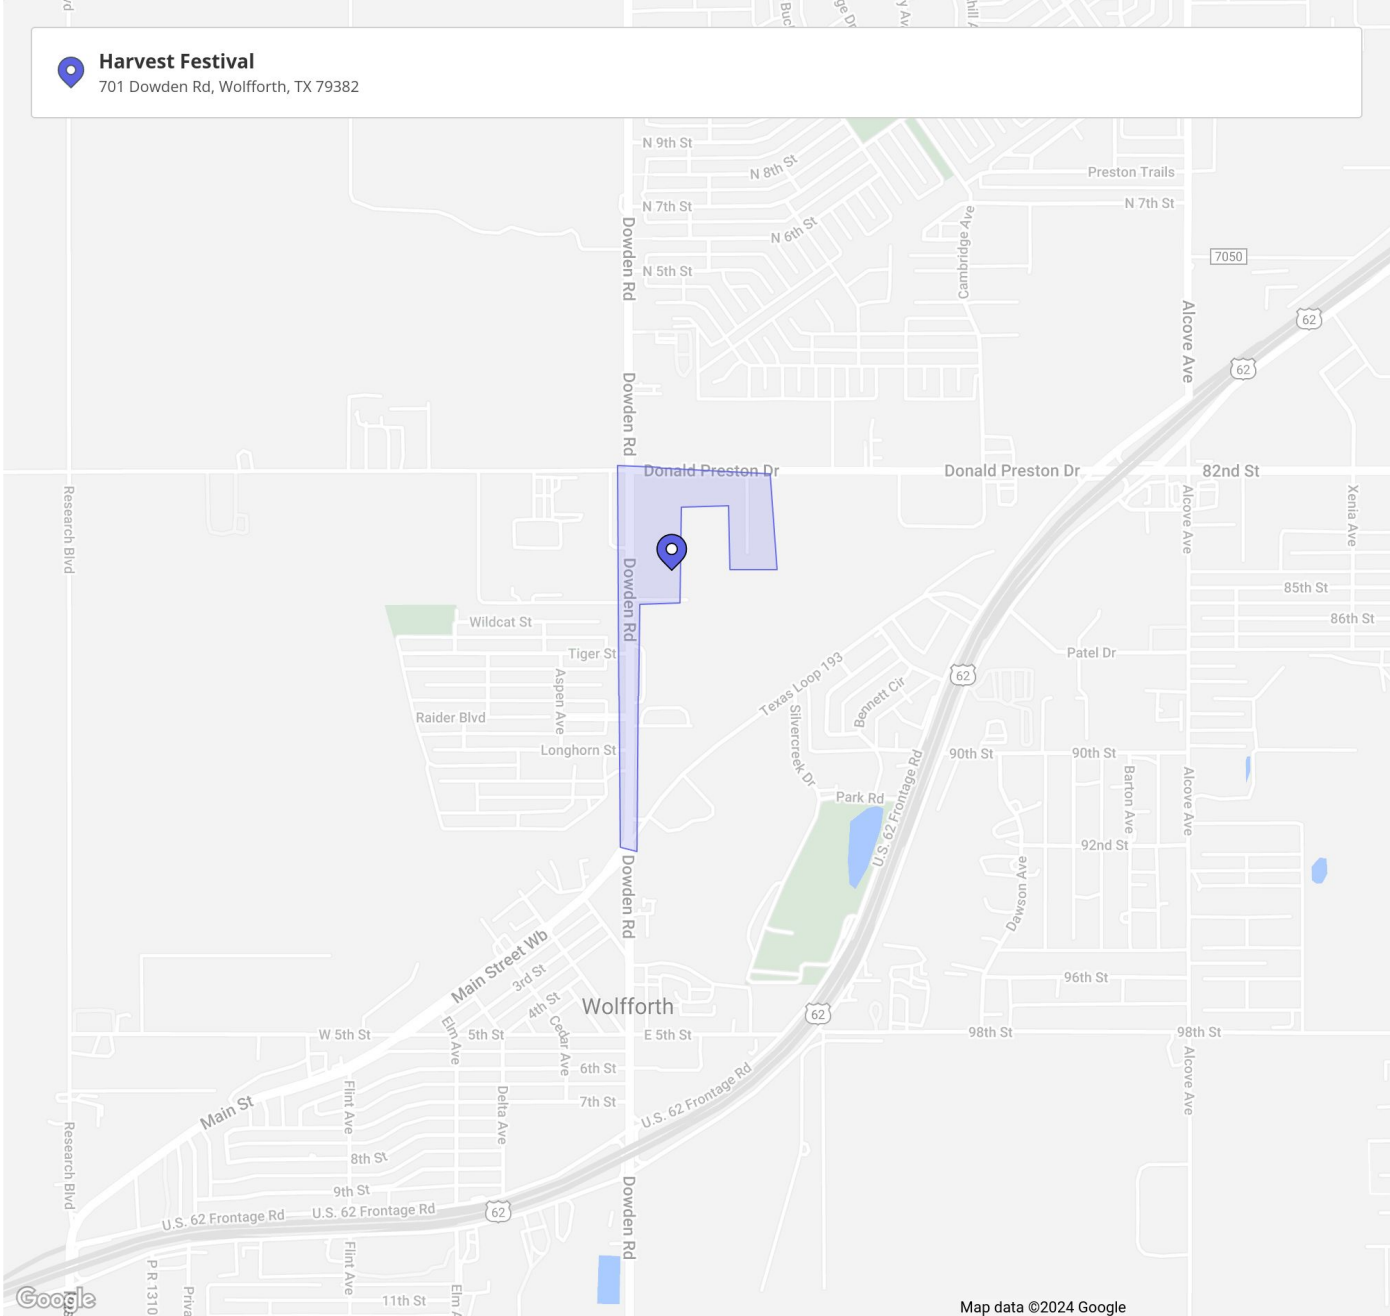 Harvest Festival
701 Dowden Rd, Wolfforth, TX 79382
N 9th St
N 8th St
Preston Trails
N 7th St
N 7th St
Cambridge Ave
N 6th St
Dowden Rd
7050
N 5th St
62
Alcove Ave
62
Dowden Rd
Donald Preston Dr
Donald Preston Dr
82nd St
Research Blvd
Alcove Ave
Xenia Ave
Dowden Rd
85th St
86th St
Wildcat St
Tiger St
Patel Dr
Texas Loop 193
62
Aspen Ave
Bennett Cir
Raider Blvd
Silvercreek Dr
Longhorn St
90th St
90th St
Park Rd
U.S. 62 Frontage Rd
Barton Ave
Alcove Ave
92nd St
Dowden Rd
Dawson Ave
Main Street Wb
3rd St
96th St
4th St
Wolfforth
62
W 5th St
Elm Ave
5th St
Cedar Ave
E 5th St
98th St
98th St
6th St
Alcove Ave
7th St
U.S. 62 Frontage Rd
Main St
Flint Ave
Delta Ave
8th St
Research Blvd
9th St
U.S. 62 Frontage Rd
U.S. 62 Frontage Rd
62
Dowden Rd
Flint Ave
P R 1310
11th St
Google
Map data ©2024 Google